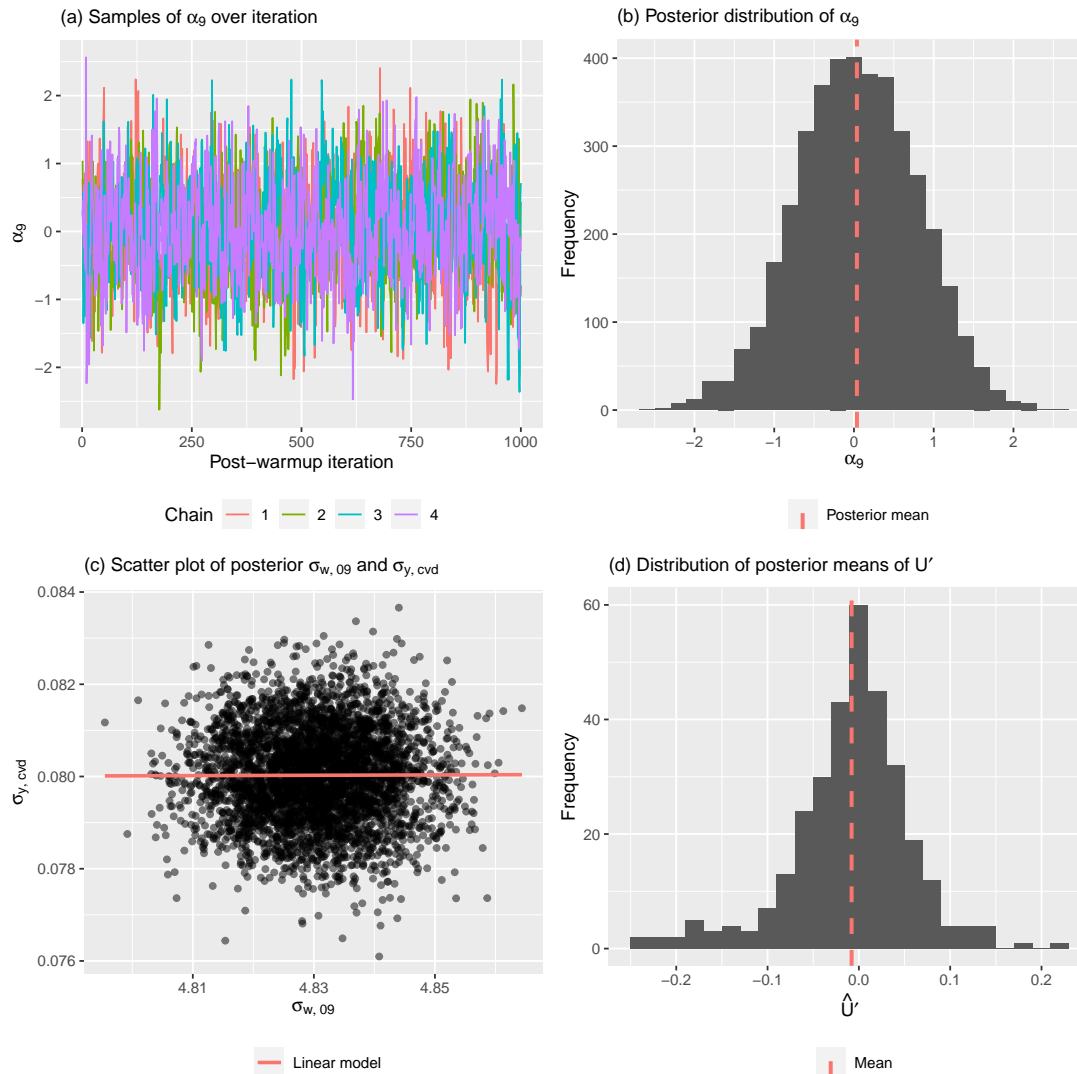 (a) Samples of α₉ over iteration
2
1
0
−1
−2
α₉
0 250 500 750 1000
Post−warmup iteration
Chain 1 2 3 4
(b) Posterior distribution of α₉
400
300
200
100
0
Frequency
−2 −1 0 1 2
α₉
Posterior mean
(c) Scatter plot of posterior σw, 09 and σy, cvd
0.084
0.082
0.080
0.078
0.076
σy, cvd
4.81 4.83 4.85
σw, 09
Linear model
(d) Distribution of posterior means of U′
60
40
20
0
Frequency
−0.2 −0.1 0.0 0.1 0.2
Û′
Mean